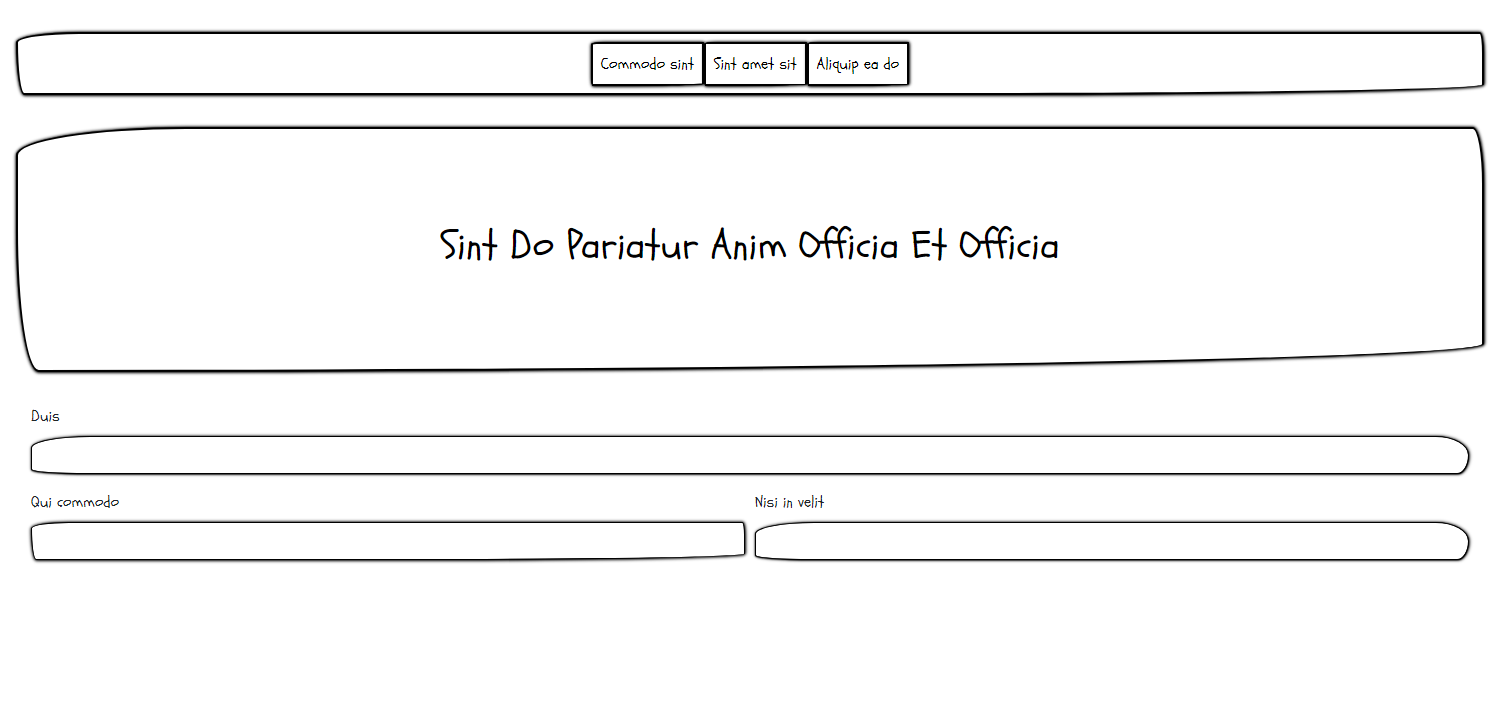 Commodo sint Sint amet sit Aliquip ea do
Sint Do Pariatur Anim Officia Et Officia
Duis
Qui commodo Nisi in velit